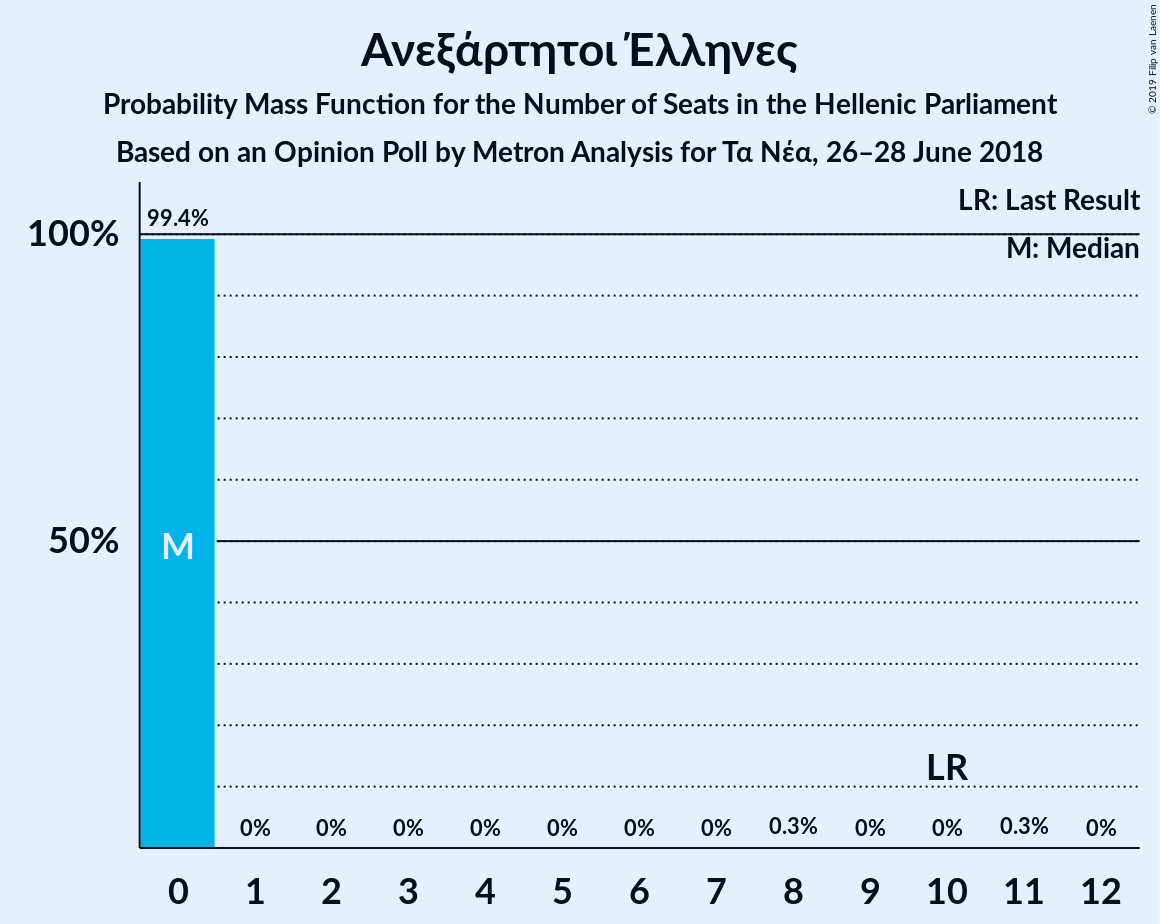 Ανεξάρτητοι Έλληνες
Probability Mass Function for the Number of Seats in the Hellenic Parliament
Based on an Opinion Poll by Metron Analysis for Τα Νέα, 26–28 June 2018
© 2019 Filip van Laenen
LR: Last Result
M: Median
99.4%
100%
50%
M
LR
0% 0% 0% 0% 0% 0% 0% 0.3% 0% 0% 0.3% 0%
0 1 2 3 4 5 6 7 8 9 10 11 12